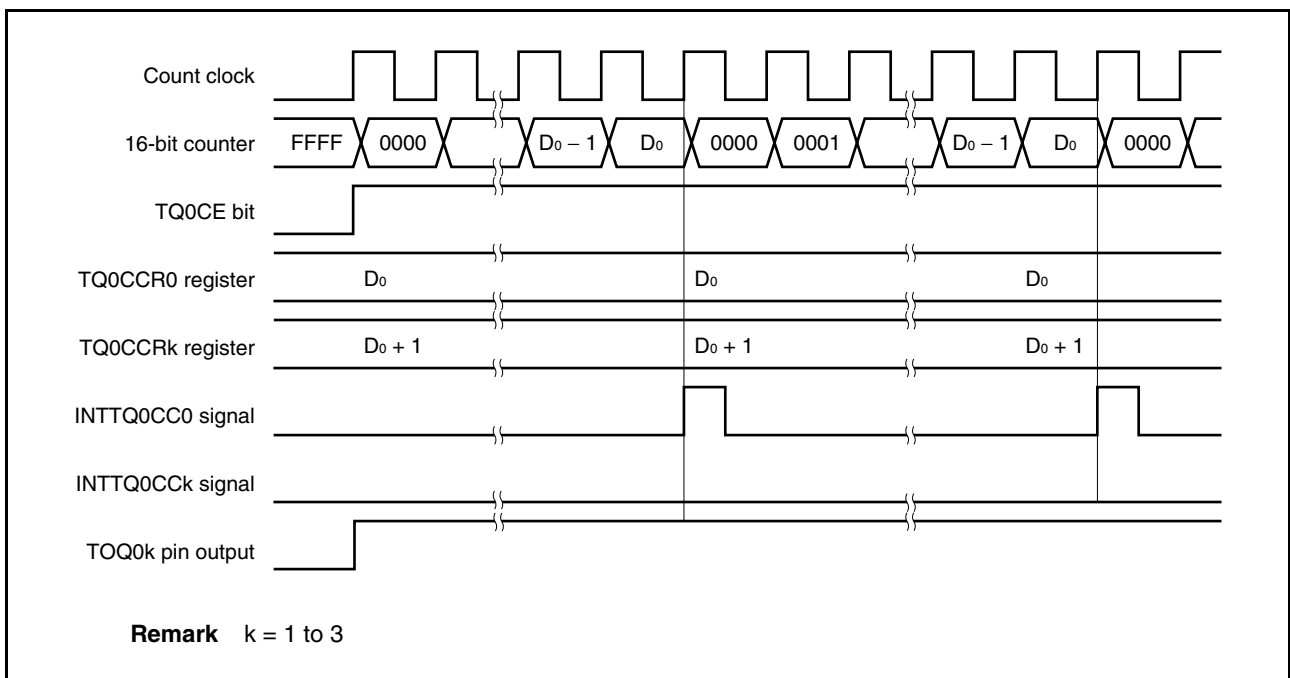 Count clock
16-bit counter FFFF 0000 D₀ − 1 D₀ 0000 0001 D₀ − 1 D₀ 0000
TQ0CE bit
TQ0CCR0 register D₀ D₀ D₀
TQ0CCRk register D₀ + 1 D₀ + 1 D₀ + 1
INTTQ0CC0 signal
INTTQ0CCk signal
TOQ0k pin output
Remark k = 1 to 3